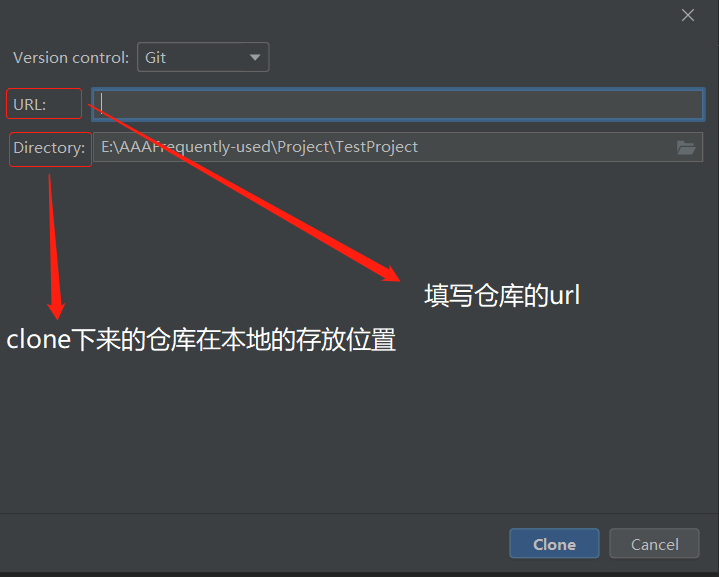 Version control: Git
URL:
Directory: E:\AAAFrequently-used\Project\TestProject
填写仓库的url
clone下来的仓库在本地的存放位置
Clone Cancel